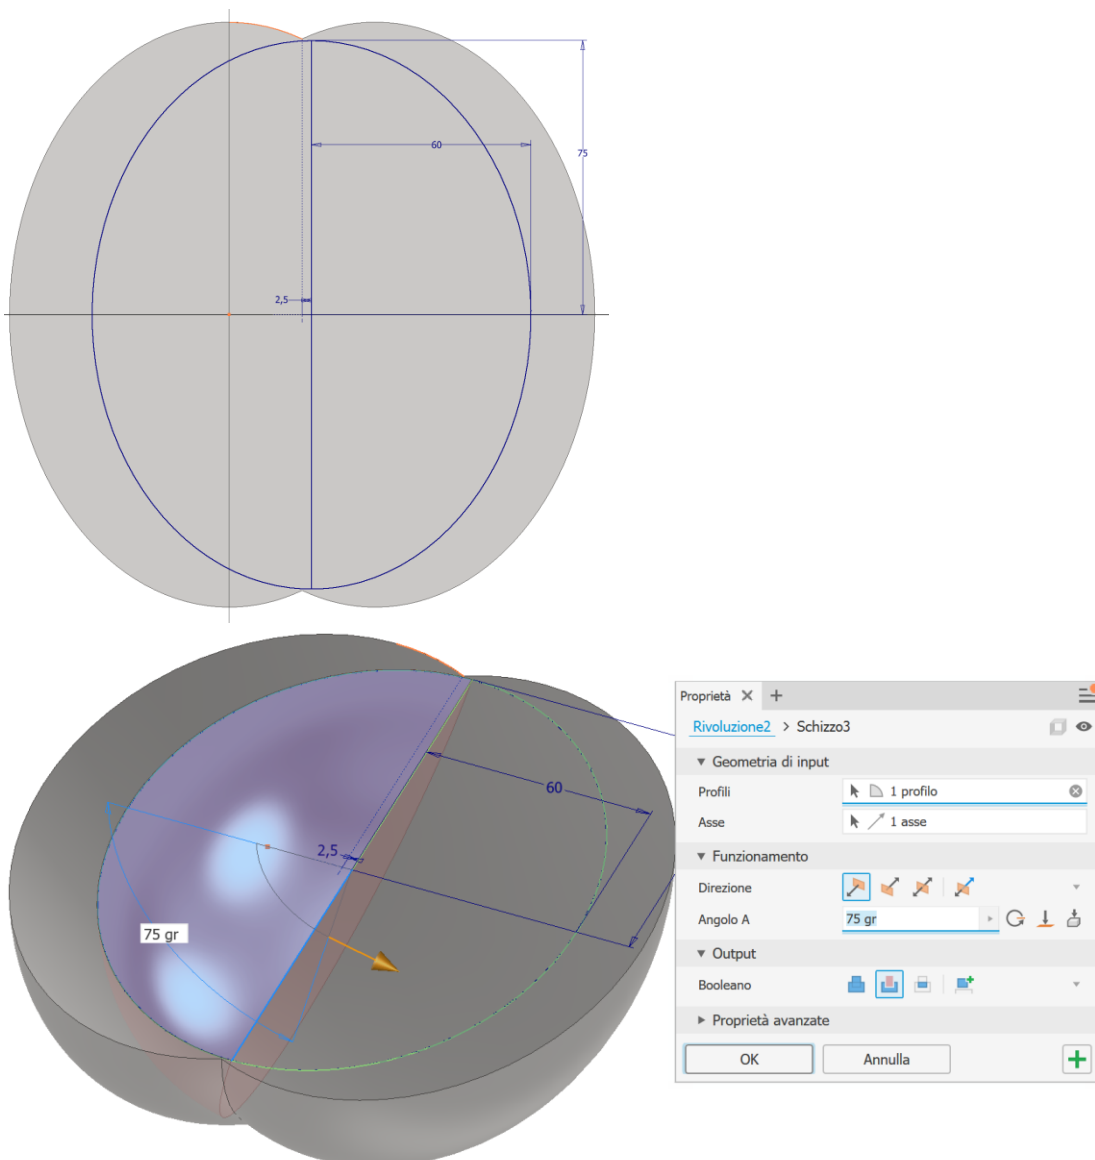 60
75
2,5
60
2,5
75 gr
Proprietà
Rivoluzione2 > Schizzo3
Geometria di input
Profili 1 profilo
Asse 1 asse
Funzionamento
Direzione
Angolo A 75 gr
Output
Booleano
Proprietà avanzate
OK Annulla